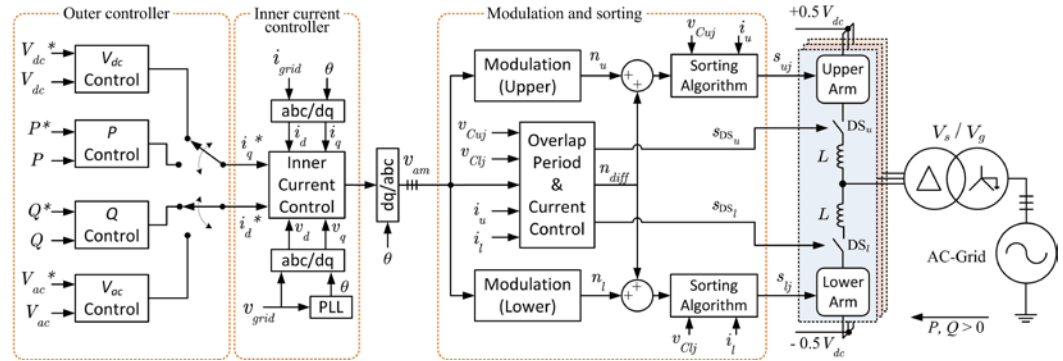 Outer controller
V_dc*
V_dc
V_dc
Control
P*
P
P
Control
Q*
Q
Q
Control
V_ac*
V_ac
V_ac
Control
i_q*
i_d*
Inner current
controller
i_grid
θ
abc/dq
i_d
i_q
Inner
Current
Control
v_d
v_q
abc/dq
θ
v_grid
PLL
dq/abc
θ
v_am
Modulation and sorting
Modulation
(Upper)
n_u
v_Cuj
i_u
Sorting
Algorithm
s_uj
v_Cuj
v_Clj
i_u
i_l
Overlap
Period
&
Current
Control
s_DS_u
n_diff
s_DS_l
Modulation
(Lower)
n_l
Sorting
Algorithm
s_lj
v_Clj
i_l
+0.5 V_dc
Upper
Arm
DS_u
L
L
DS_l
Lower
Arm
- 0.5 V_dc
V_s / V_g
AC-Grid
P, Q > 0